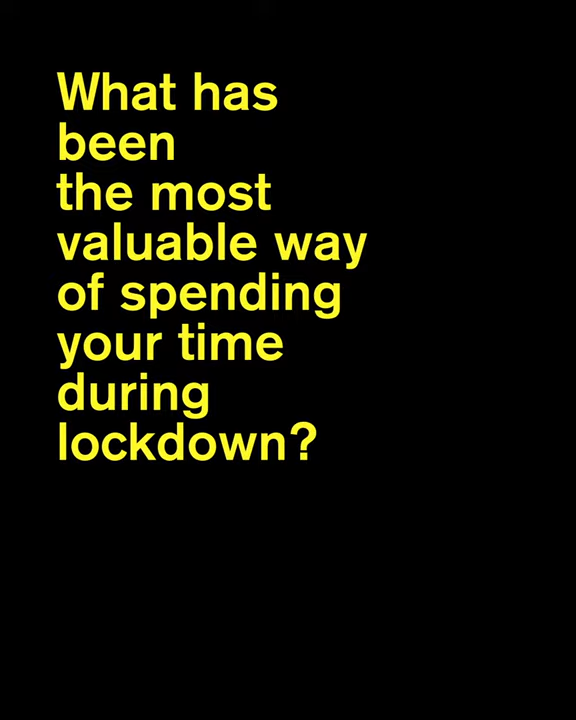 What has
been
the most
valuable way
of spending
your time
during
lockdown?